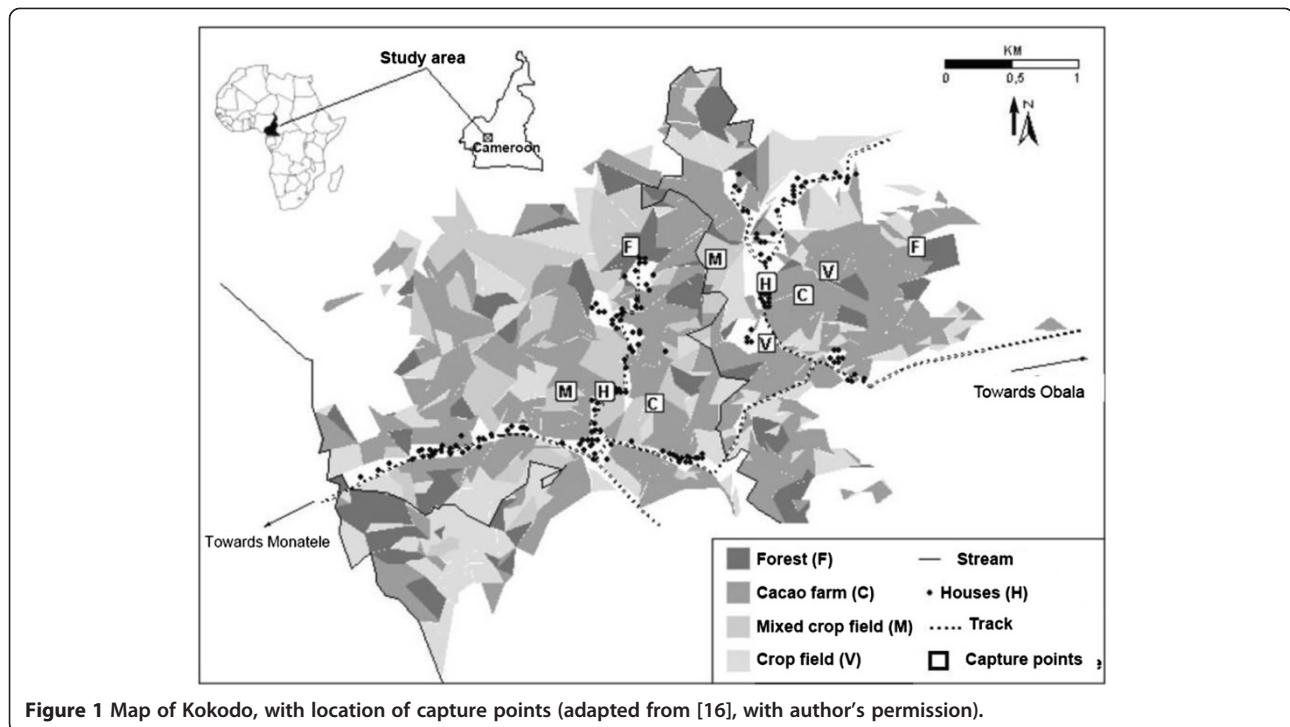 Study area
Cameroon
KM
0 0,5 1
N
F
F
M
V
H
C
V
M
H
C
Towards Obala
Towards Monatele
Forest (F)
Cacao farm (C)
Mixed crop field (M)
Crop field (V)
Stream
Houses (H)
Track
Capture points
Figure 1 Map of Kokodo, with location of capture points (adapted from [16], with author's permission).